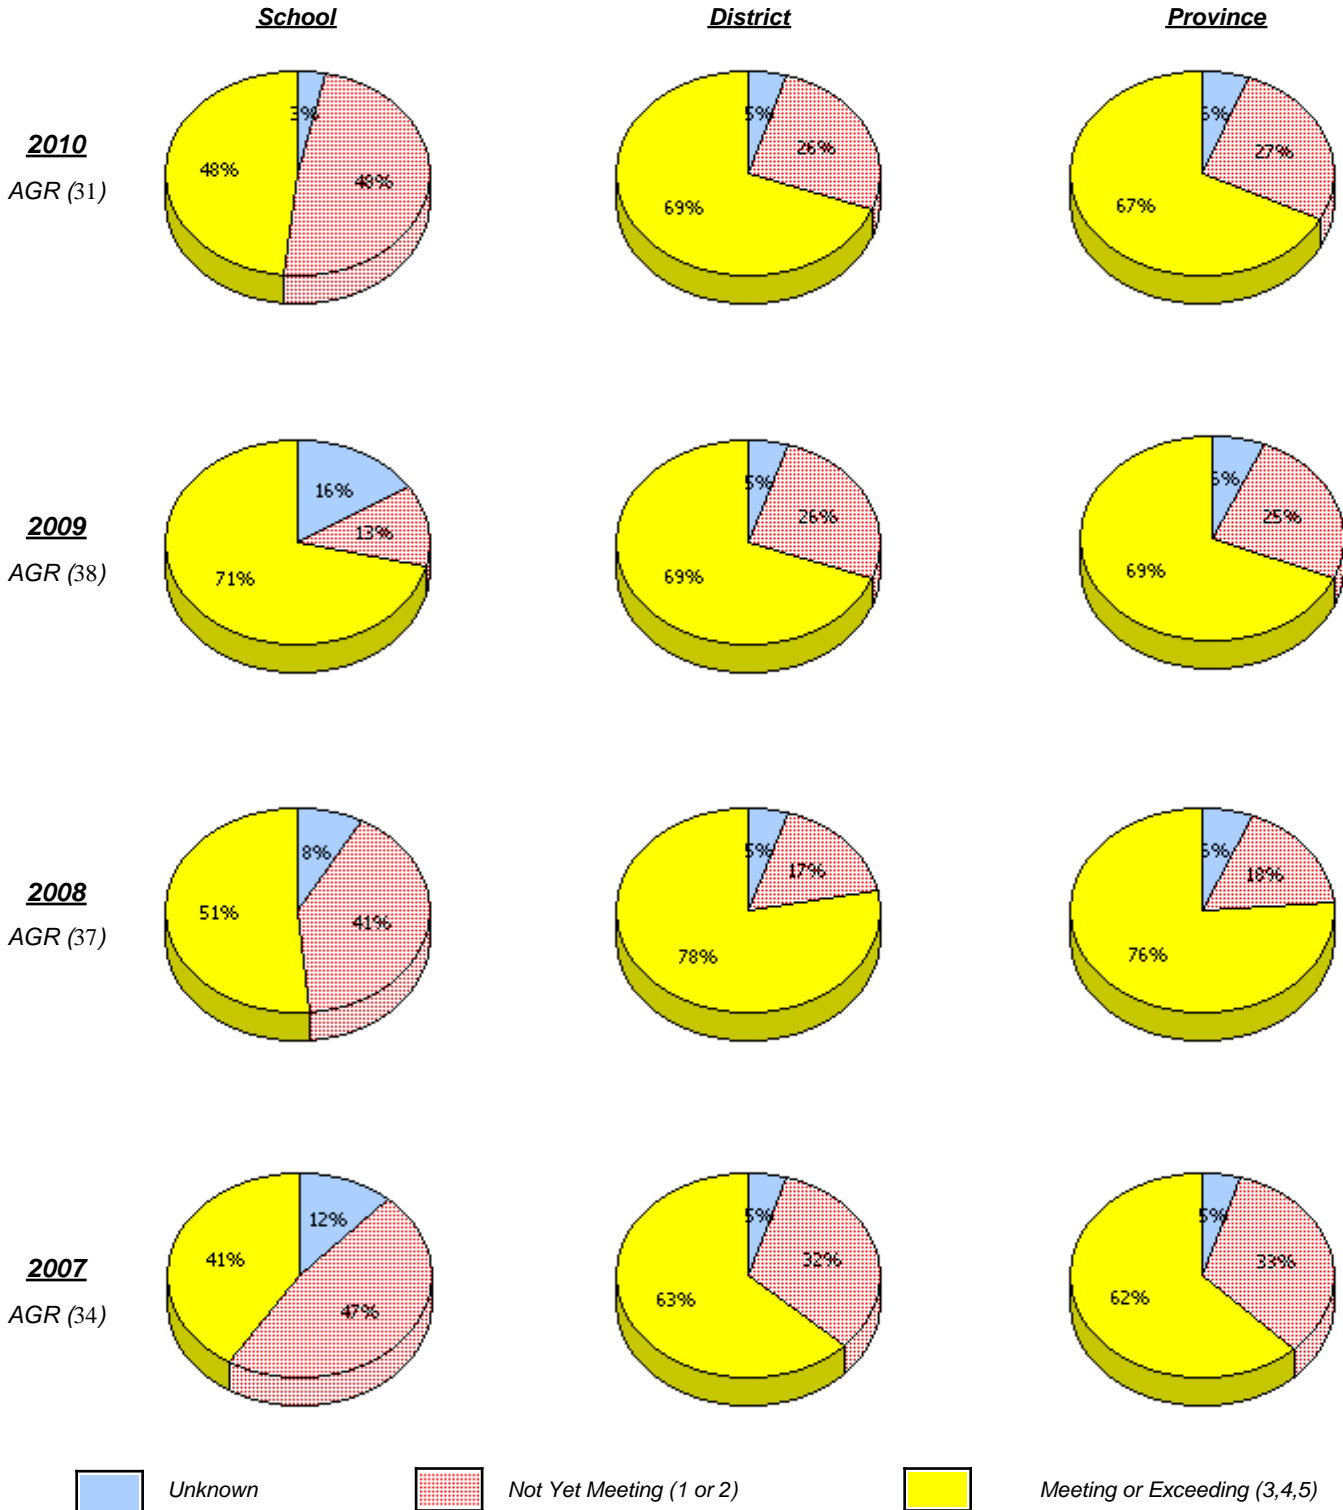 School District Province
3% 5% 6%
2010
48% 48% 69% 26% 67% 27%
AGR (31)
16% 5% 6%
2009
71% 13% 69% 26% 69% 25%
AGR (38)
8% 5% 6%
2008
51% 41% 78% 17% 76% 18%
AGR (37)
12% 5% 5%
2007
41% 47% 63% 32% 62% 33%
AGR (34)
Unknown Not Yet Meeting (1 or 2) Meeting or Exceeding (3,4,5)